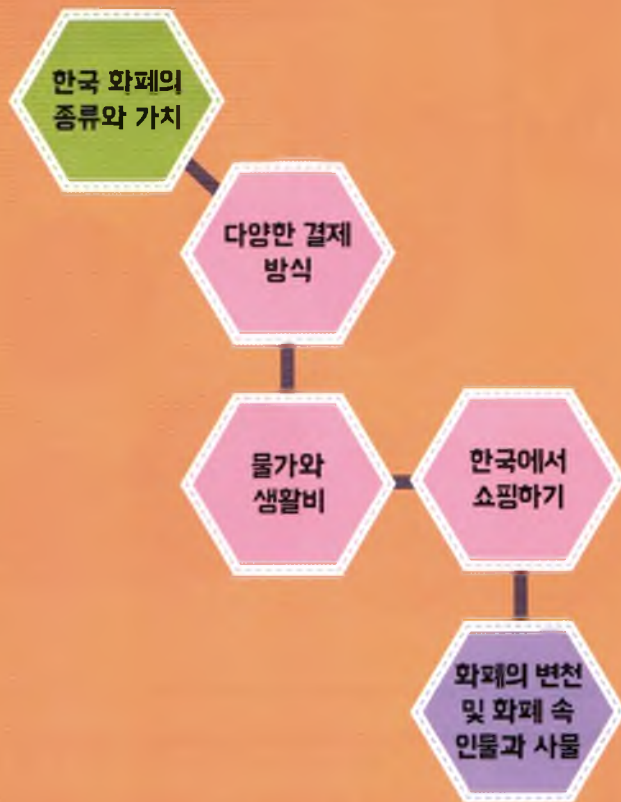 한국 화폐의
종류와 가치
다양한 결제
방식
물가와
생활비
한국에서
쇼핑하기
화폐의 변천
및 화폐 속
인물과 사물